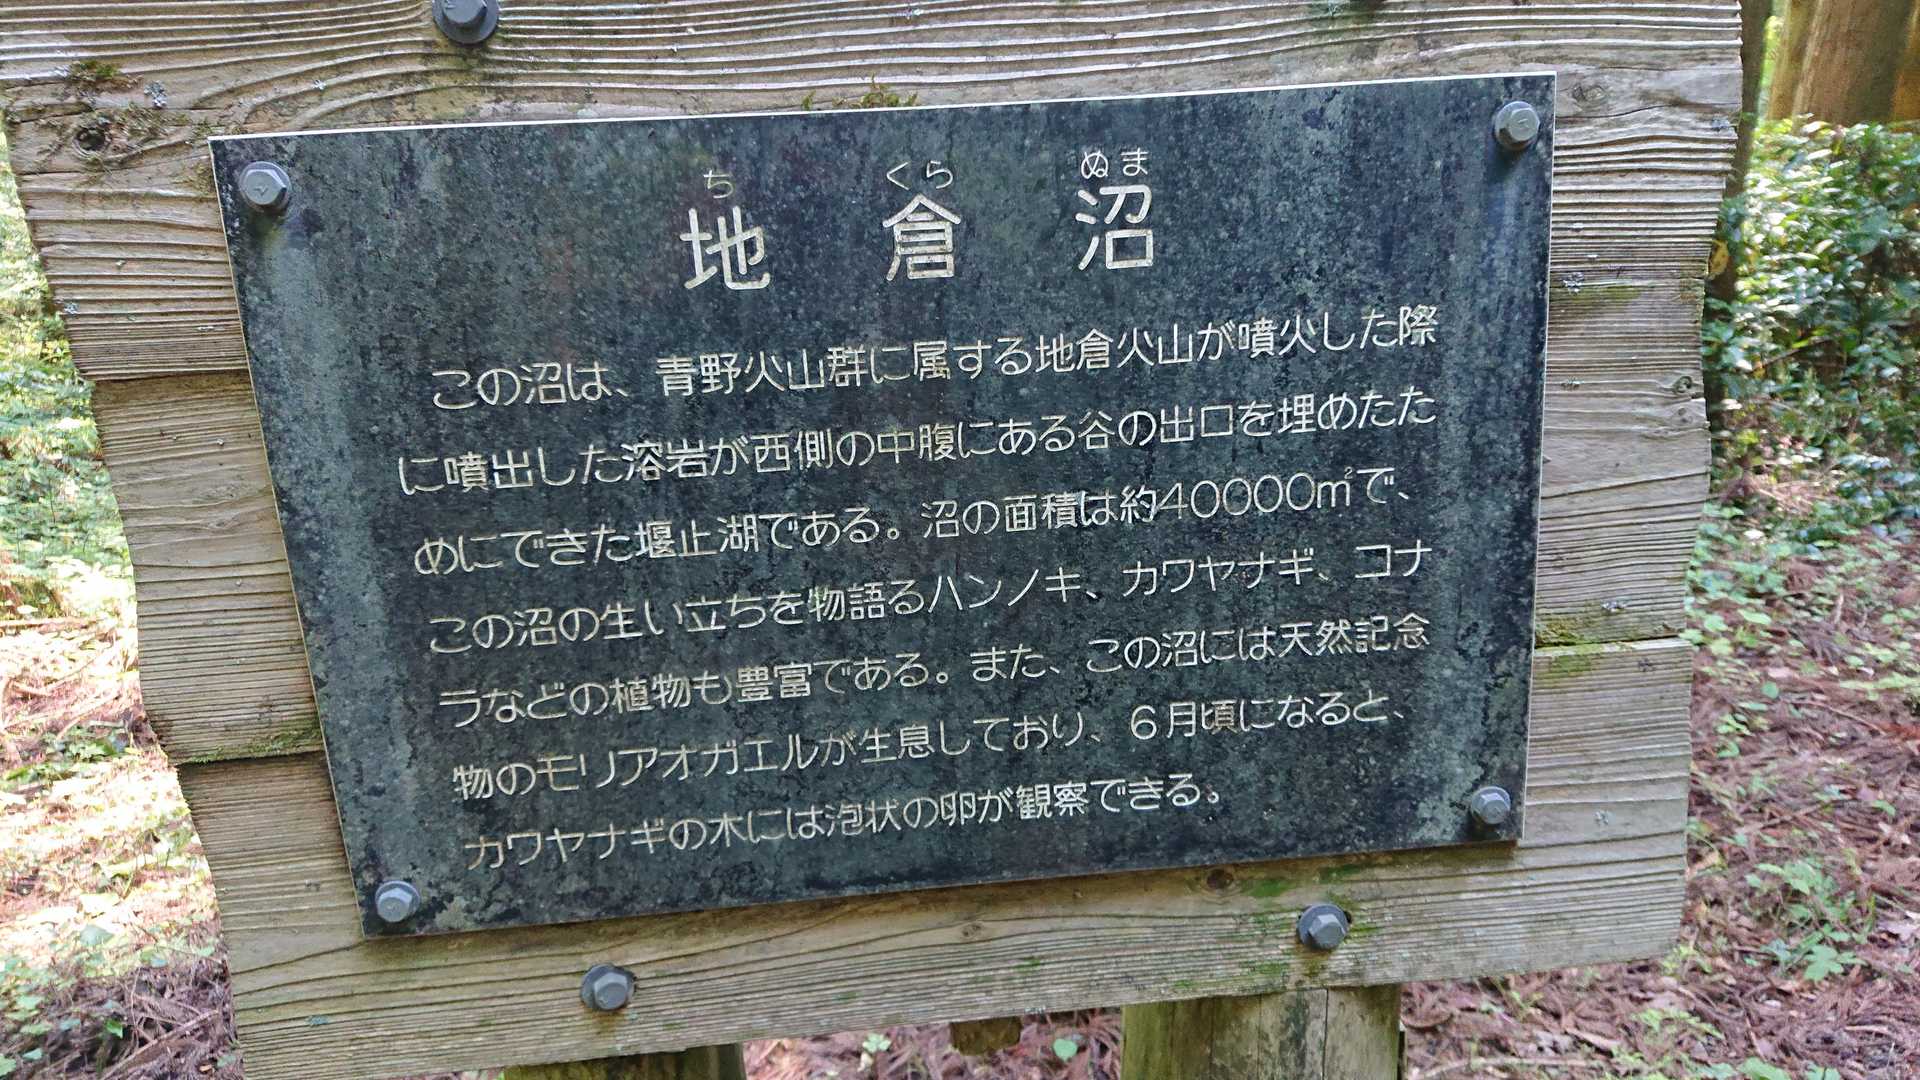 ち くら ぬま
地倉沼
この沼は、青野火山群に属する地倉火山が噴火した際
に噴出した溶岩が西側の中腹にある谷の出口を埋めたた
めにできた堰止湖である。沼の面積は約40000㎡で、
この沼の生い立ちを物語るハンノキ、カワヤナギ、コナ
ラなどの植物も豊富である。また、この沼には天然記念
物のモリアオガエルが生息しており、6月頃になると、
カワヤナギの木には泡状の卵が観察できる。